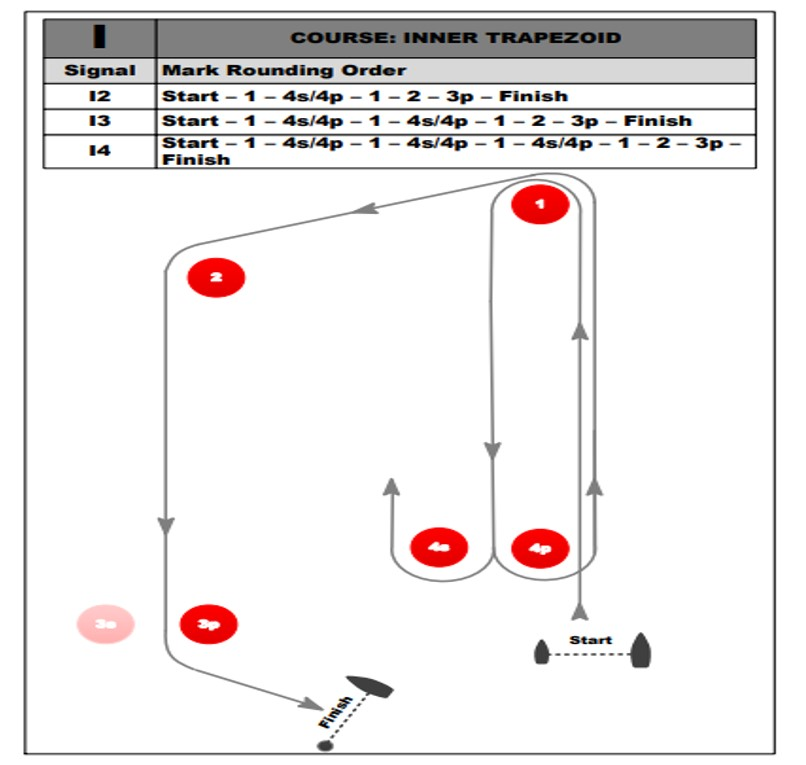 I COURSE: INNER TRAPEZOID
Signal Mark Rounding Order
I2 Start – 1 – 4s/4p – 1 – 2 – 3p – Finish
I3 Start – 1 – 4s/4p – 1 – 4s/4p – 1 – 2 – 3p – Finish
I4 Start – 1 – 4s/4p – 1 – 4s/4p – 1 – 4s/4p – 1 – 2 – 3p –
Finish
1
2
4s 4p
3s 3p
Start
Finish